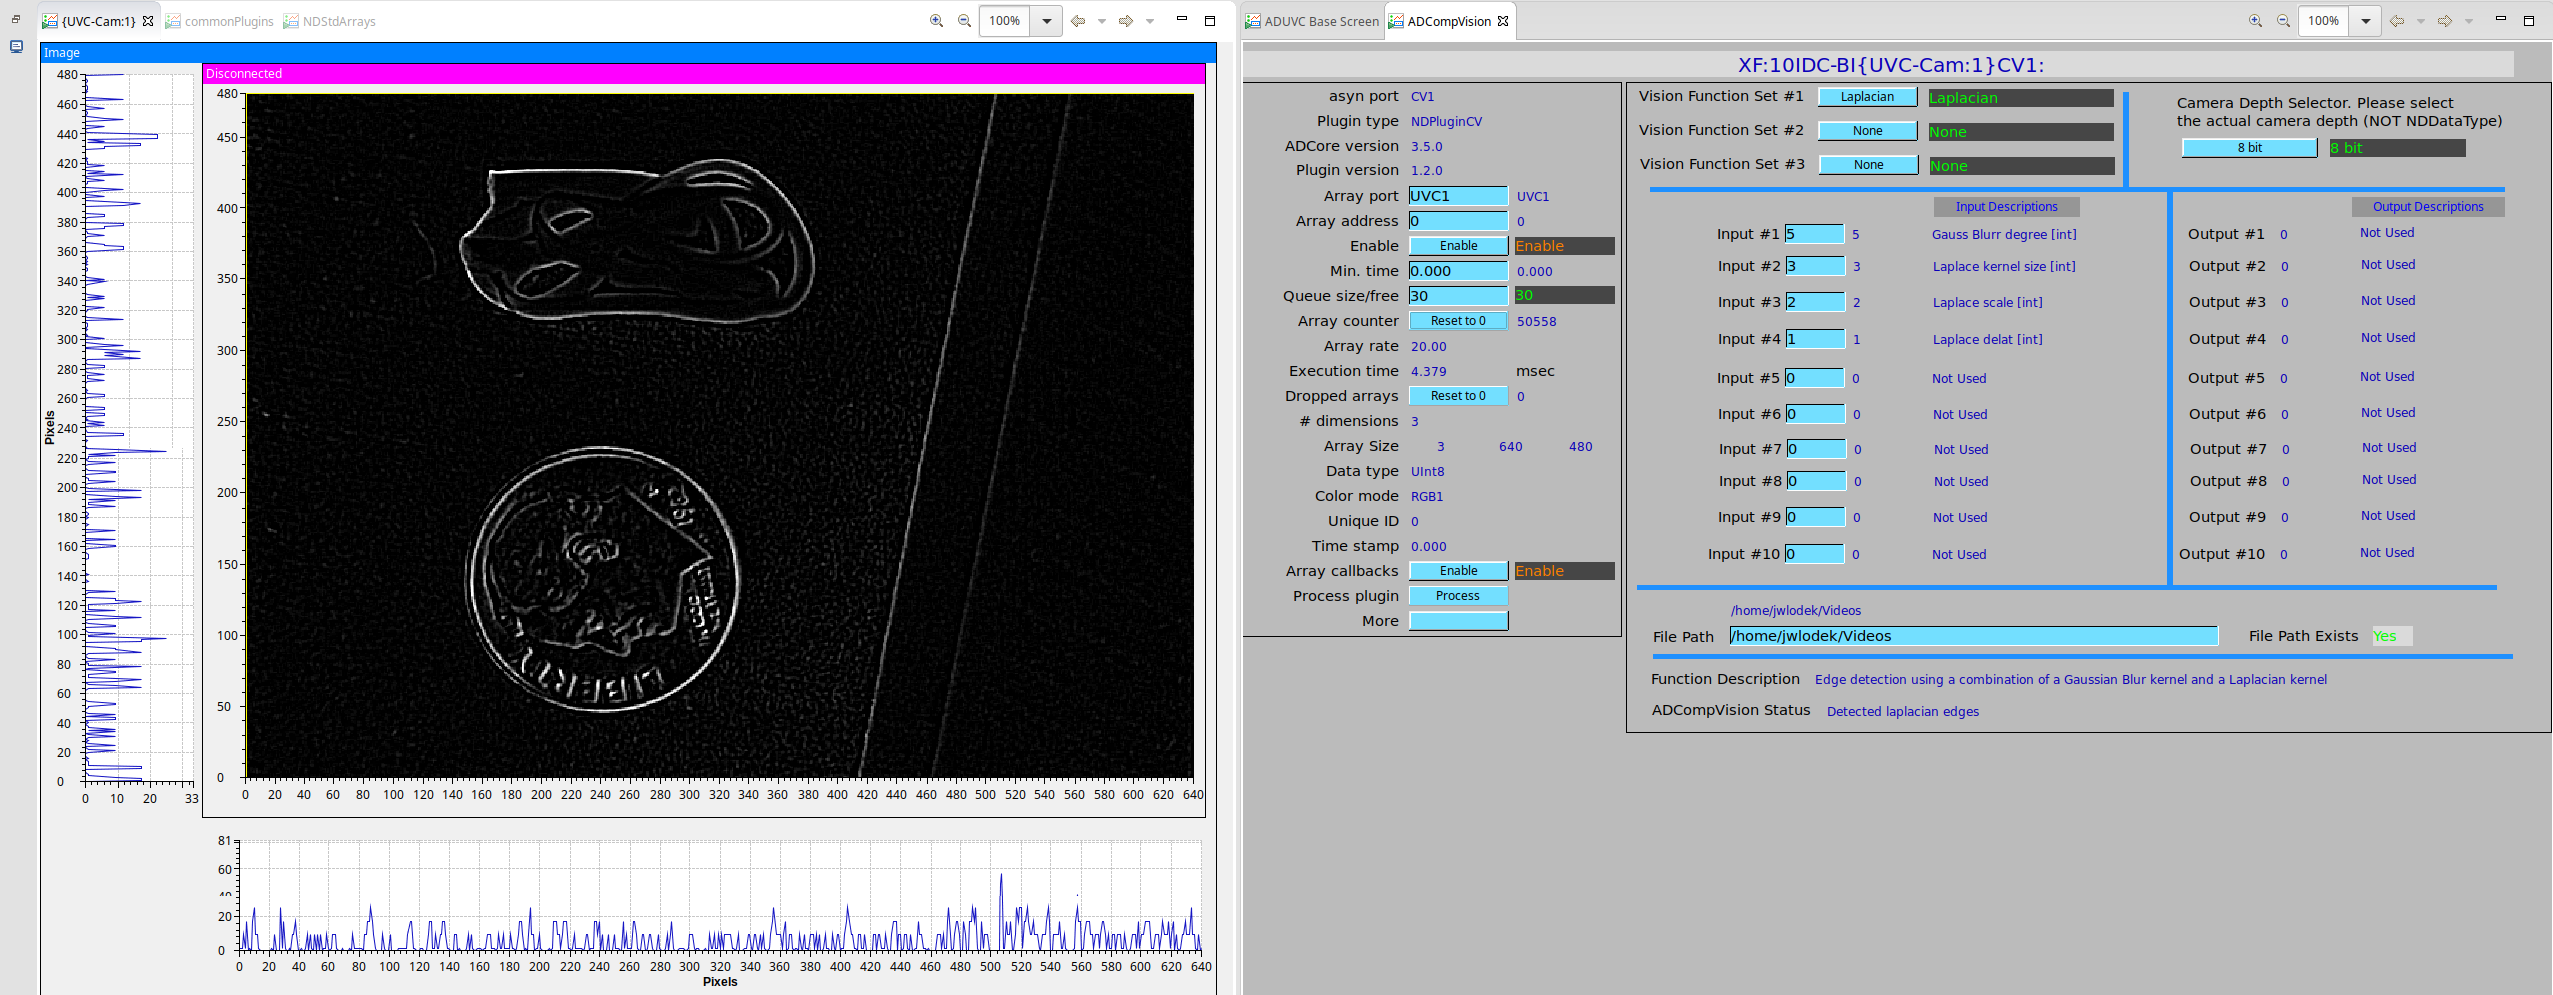 {UVC-Cam:1} commonPlugins NDStdArrays 100%
Image
Disconnected
480 460 440 420 400 380 360 340 320 300 280 260 240 220 200 180 160 140 120 100 80 60 40 20 0
Pixels
0 10 20 33
480 450 400 350 300 250 200 150 100 50 0
LIBERTY
0 20 40 60 80 100 120 140 160 180 200 220 240 260 280 300 320 340 360 380 400 420 440 460 480 500 520 540 560 580 600 620 640
81 60 40 20 0
0 20 40 60 80 100 120 140 160 180 200 220 240 260 280 300 320 340 360 380 400 420 440 460 480 500 520 540 560 580 600 620 640
Pixels
ADUVC Base Screen ADCompVision 100%
XF:10IDC-BI{UVC-Cam:1}CV1:
asyn port CV1
Plugin type NDPluginCV
ADCore version 3.5.0
Plugin version 1.2.0
Array port UVC1 UVC1
Array address 0 0
Enable Enable Enable
Min. time 0.000 0.000
Queue size/free 30 30
Array counter Reset to 0 50558
Array rate 20.00
Execution time 4.379 msec
Dropped arrays Reset to 0 0
# dimensions 3
Array Size 3 640 480
Data type UInt8
Color mode RGB1
Unique ID 0
Time stamp 0.000
Array callbacks Enable Enable
Process plugin Process
More
Vision Function Set #1 Laplacian Laplacian
Vision Function Set #2 None None
Vision Function Set #3 None None
Camera Depth Selector. Please select
the actual camera depth (NOT NDDataType)
8 bit 8 bit
Input Descriptions Output Descriptions
Input #1 5 5 Gauss Blurr degree [int] Output #1 0 Not Used
Input #2 3 3 Laplace kernel size [int] Output #2 0 Not Used
Input #3 2 2 Laplace scale [int] Output #3 0 Not Used
Input #4 1 1 Laplace delat [int] Output #4 0 Not Used
Input #5 0 0 Not Used Output #5 0 Not Used
Input #6 0 0 Not Used Output #6 0 Not Used
Input #7 0 0 Not Used Output #7 0 Not Used
Input #8 0 0 Not Used Output #8 0 Not Used
Input #9 0 0 Not Used Output #9 0 Not Used
Input #10 0 0 Not Used Output #10 0 Not Used
/home/jwlodek/Videos
File Path /home/jwlodek/Videos File Path Exists Yes
Function Description Edge detection using a combination of a Gaussian Blur kernel and a Laplacian kernel
ADCompVision Status Detected laplacian edges